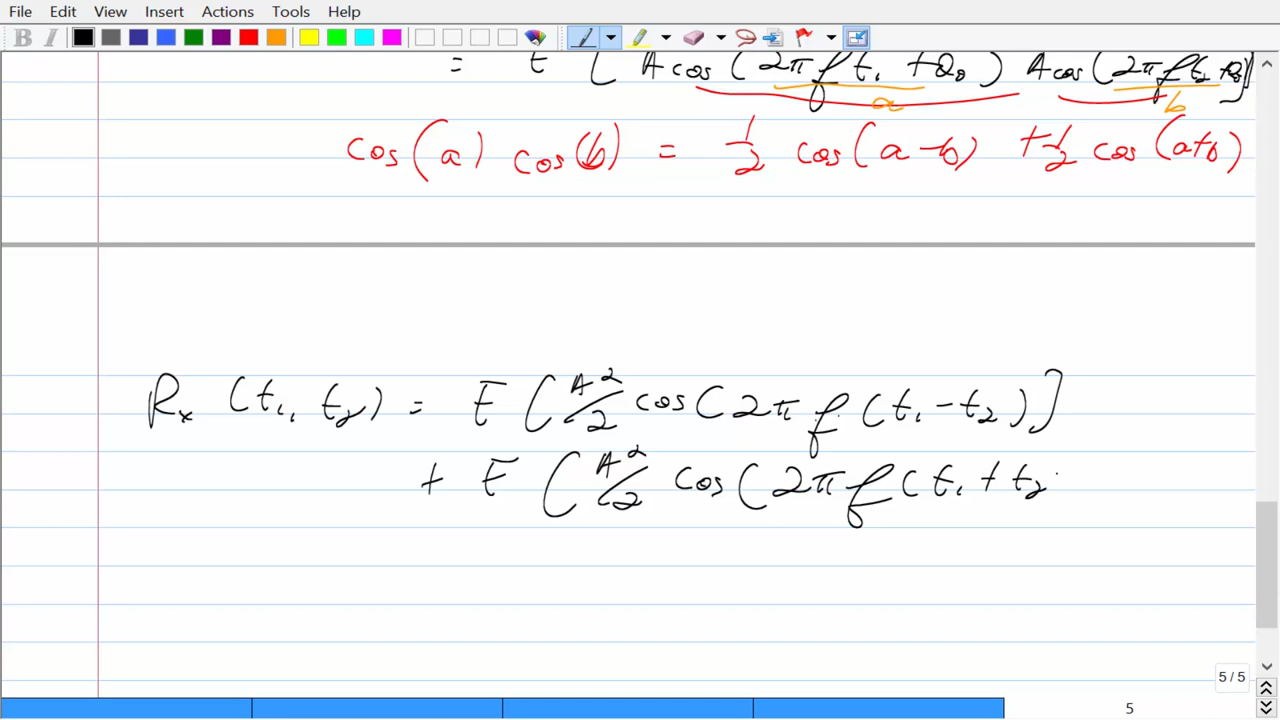 File Edit View Insert Actions Tools Help
B I
= E [ A cos ( 2π f t₁ + θ₀ ) A cos ( 2π f t₂ + θ₀ ) ]
a b
cos(a) cos(b) = 1/2 cos(a-b) + 1/2 cos(a+b)
Rx (t₁, t₂) = E [ A²/2 cos ( 2π f (t₁ - t₂) ]
+ E [ A²/2 cos ( 2π f (t₁ + t₂
5 / 5
5